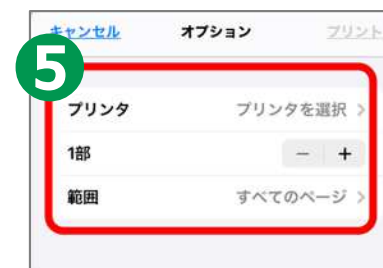 キャンセル オプション プリント
5
プリンタ プリンタを選択 >
1部 − +
範囲 すべてのページ >